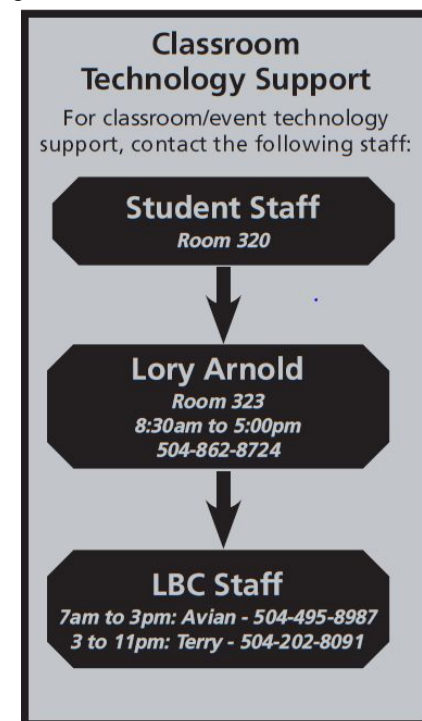 Classroom
Technology Support
For classroom/event technology
support, contact the following staff:
Student Staff
Room 320
Lory Arnold
Room 323
8:30am to 5:00pm
504-862-8724
LBC Staff
7am to 3pm: Avian - 504-495-8987
3 to 11pm: Terry - 504-202-8091